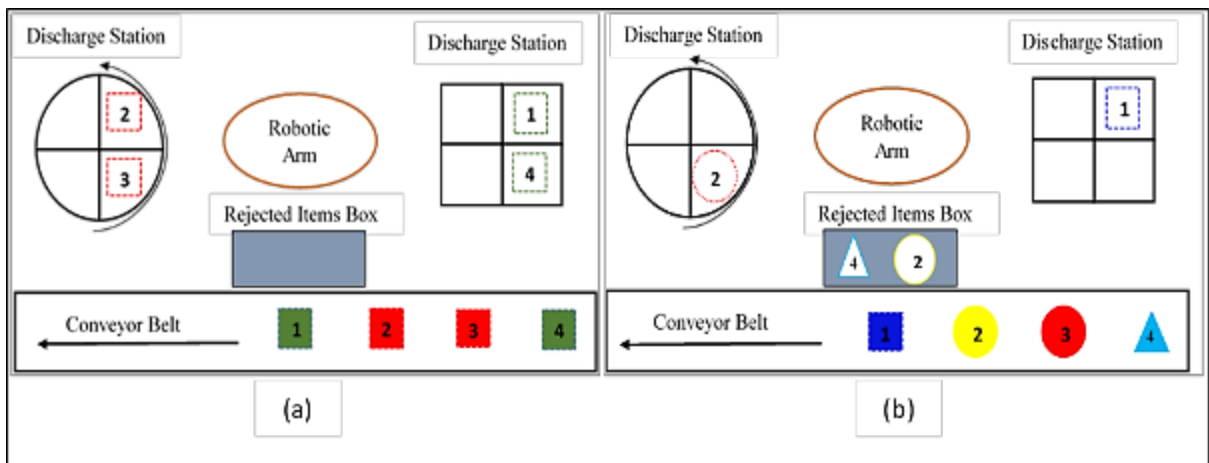 Discharge Station
Discharge Station
2
3
Robotic
Arm
1
4
Rejected Items Box
Conveyor Belt
1
2
3
4
(a)
Discharge Station
Discharge Station
2
Robotic
Arm
1
Rejected Items Box
4
2
Conveyor Belt
1
2
3
4
(b)